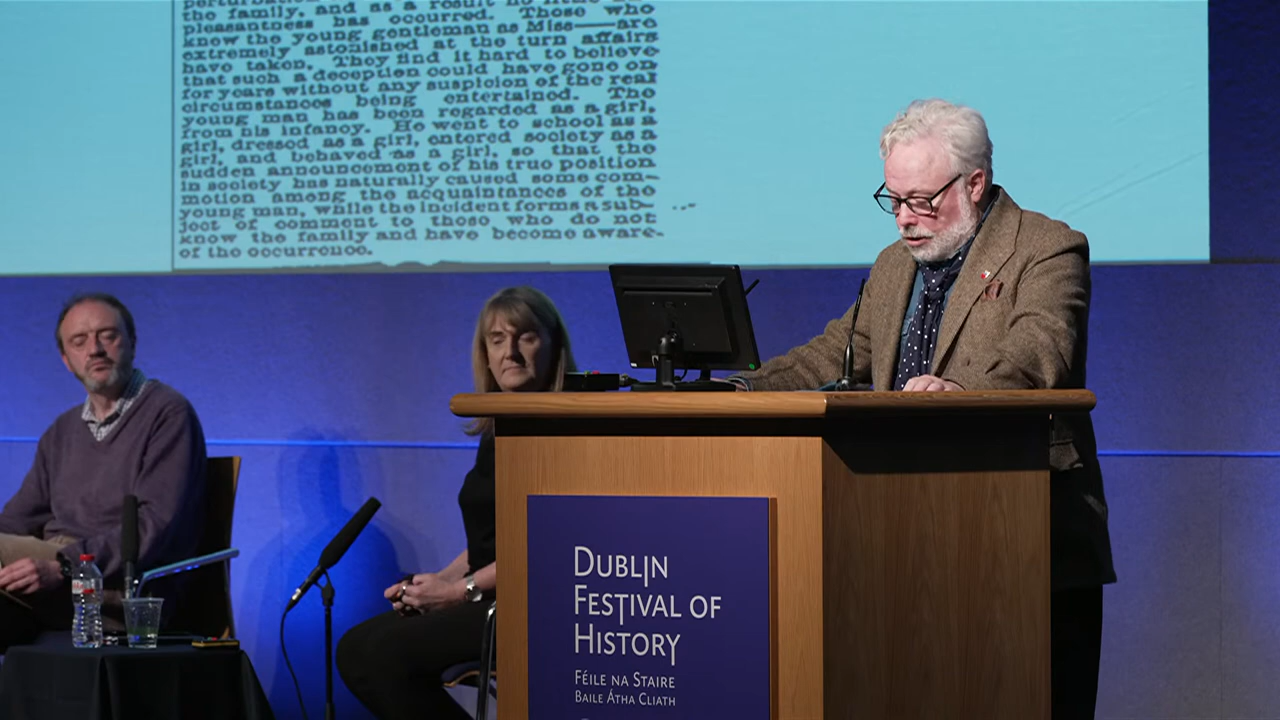 perturbation
the family, and as a result no little un-
pleasantness has occurred. Those who
know the young gentleman as Miss——are
extremely astonished at the turn affairs
have taken. They find it hard to believe
that such a deception could have gone on
for years without any suspicion of the real
circumstances being entertained. The
young man has been regarded as a girl,
from his infancy. He went to school as a
girl, dressed as a girl, entered society as a
girl, and behaved as a girl, so that the
sudden announcement of his true position
in society has naturally caused some com-
motion among the acquaintances of the
young man, while the incident forms a sub-
ject of comment to those who do not
know the family and have become aware
of the occurrence.
DUBLIN
FESTIVAL OF
HISTORY
FÉILE NA STAIRE
BAILE ÁTHA CLIATH